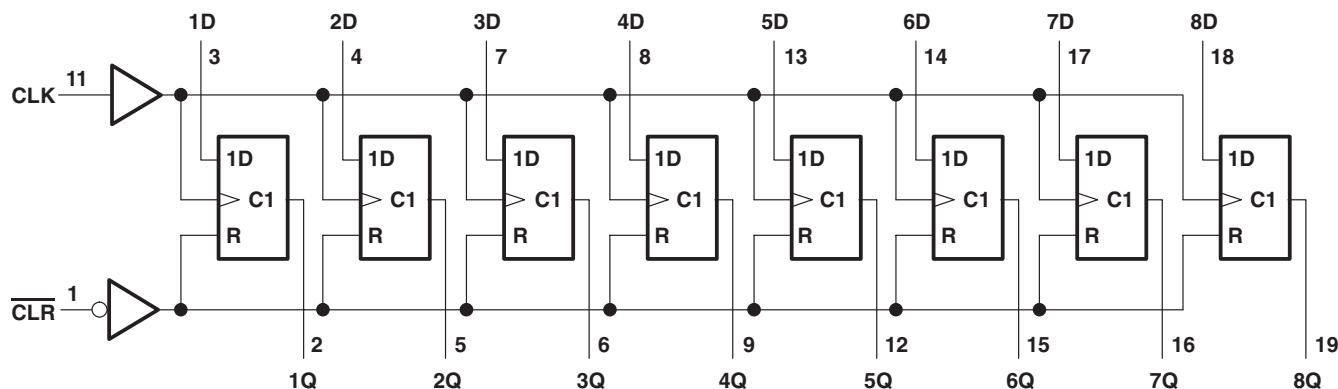 1D 2D 3D 4D 5D 6D 7D 8D
3 4 7 8 13 14 17 18
CLK 11
1D 1D 1D 1D 1D 1D 1D 1D
C1 C1 C1 C1 C1 C1 C1 C1
R R R R R R R R
C̅L̅R̅ 1
2 5 6 9 12 15 16 19
1Q 2Q 3Q 4Q 5Q 6Q 7Q 8Q